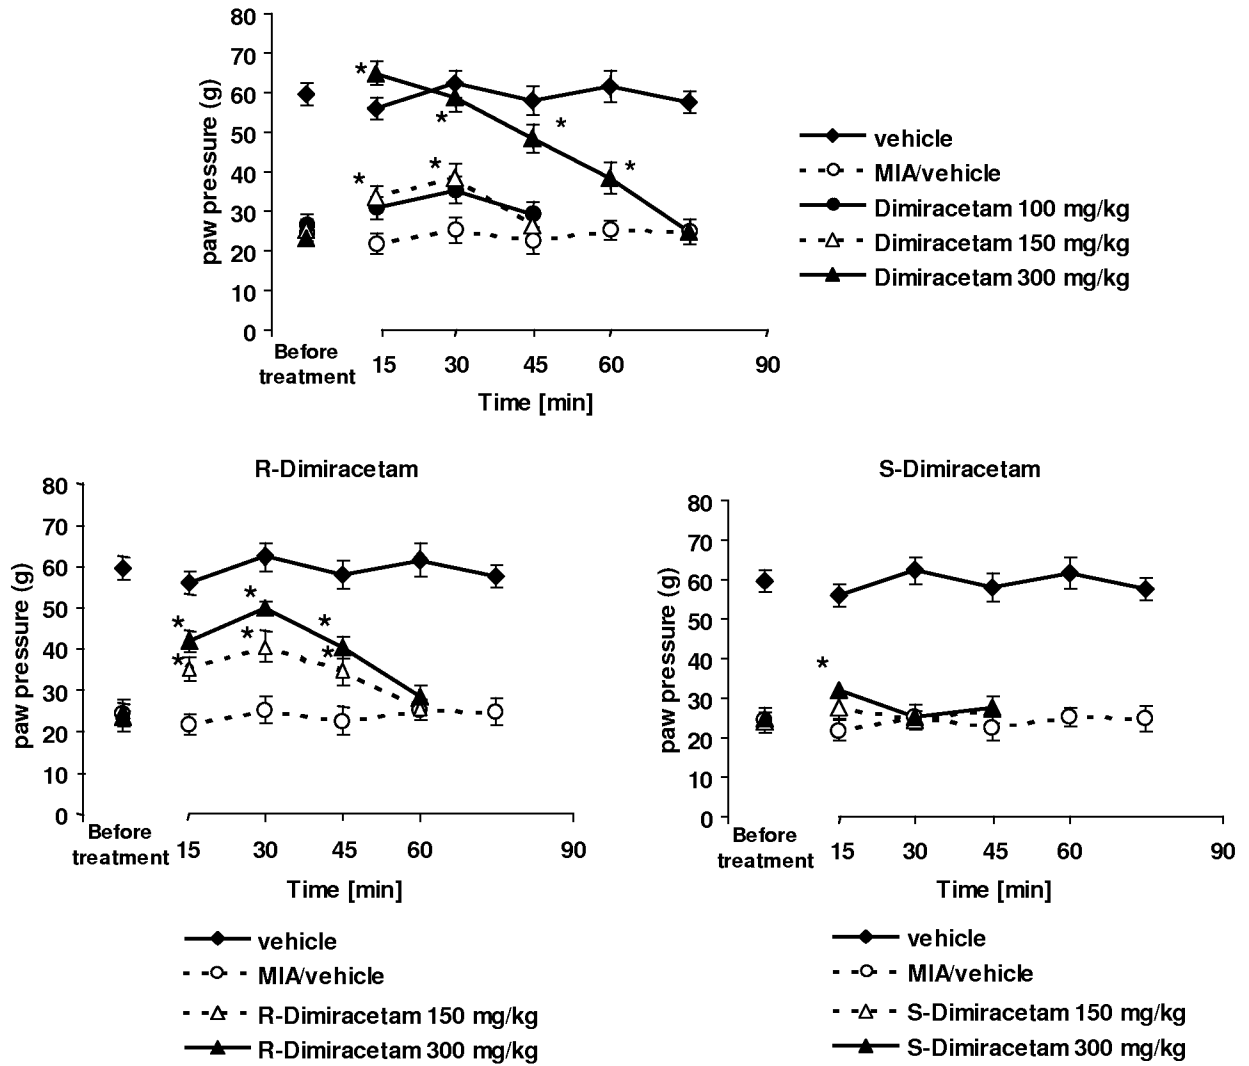 80
70
60
50
40
30
20
10
0
paw pressure (g)
*
*
*
*
*
*
Before
treatment
15 30 45 60 90
Time [min]
vehicle
MIA/vehicle
Dimiracetam 100 mg/kg
Dimiracetam 150 mg/kg
Dimiracetam 300 mg/kg
R-Dimiracetam
80
70
60
50
40
30
20
10
0
paw pressure (g)
*
*
*
*
*
*
Before
treatment
15 30 45 60 90
Time [min]
vehicle
MIA/vehicle
R-Dimiracetam 150 mg/kg
R-Dimiracetam 300 mg/kg
S-Dimiracetam
80
70
60
50
40
30
20
10
0
paw pressure (g)
*
Before
treatment
15 30 45 60 90
Time [min]
vehicle
MIA/vehicle
S-Dimiracetam 150 mg/kg
S-Dimiracetam 300 mg/kg